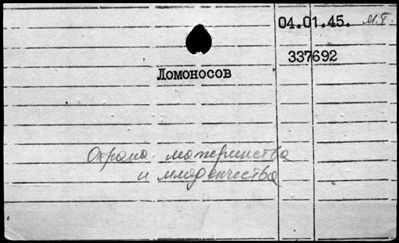 04.01.45. М.Г.
337692
Ломоносов
Охрана материнства
и младенчества